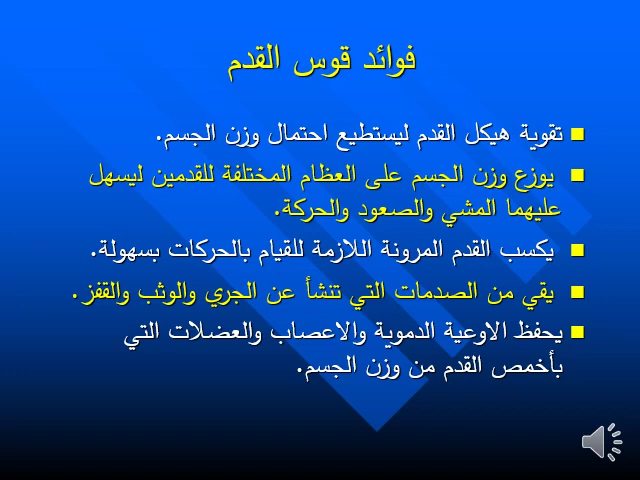 فوائد قوس القدم
تقوية هيكل القدم ليستطيع احتمال وزن الجسم.
يوزع وزن الجسم على العظام المختلفة للقدمين ليسهل
عليهما المشي والصعود والحركة.
يكسب القدم المرونة اللازمة للقيام بالحركات بسهولة.
يقي من الصدمات التي تنشأ عن الجري والوثب والقفز.
يحفظ الاوعية الدموية والاعصاب والعضلات التي
بأخمص القدم من وزن الجسم.